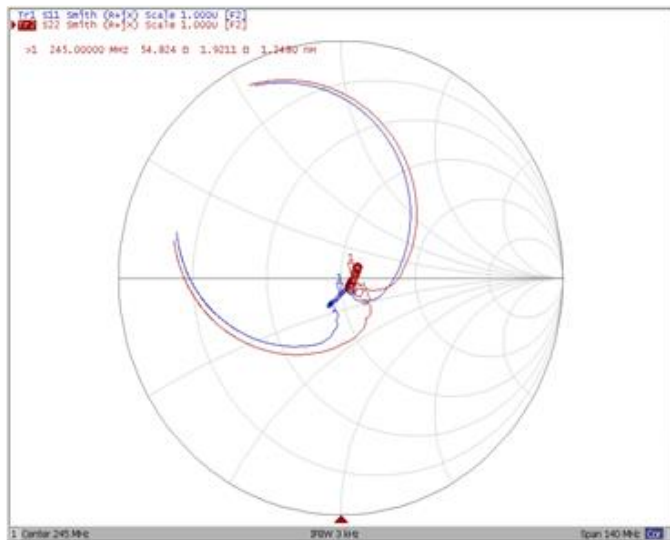 Tr1 S11 Smith (R+jX) Scale 1.000U [F2]
Tr2 S22 Smith (R+jX) Scale 1.000U [F2]
>1 245.00000 MHz 54.824 Ω 1.9211 Ω 1.2480 nH
1 Center 245 MHz IFBW 3 kHz Span 140 MHz Cor